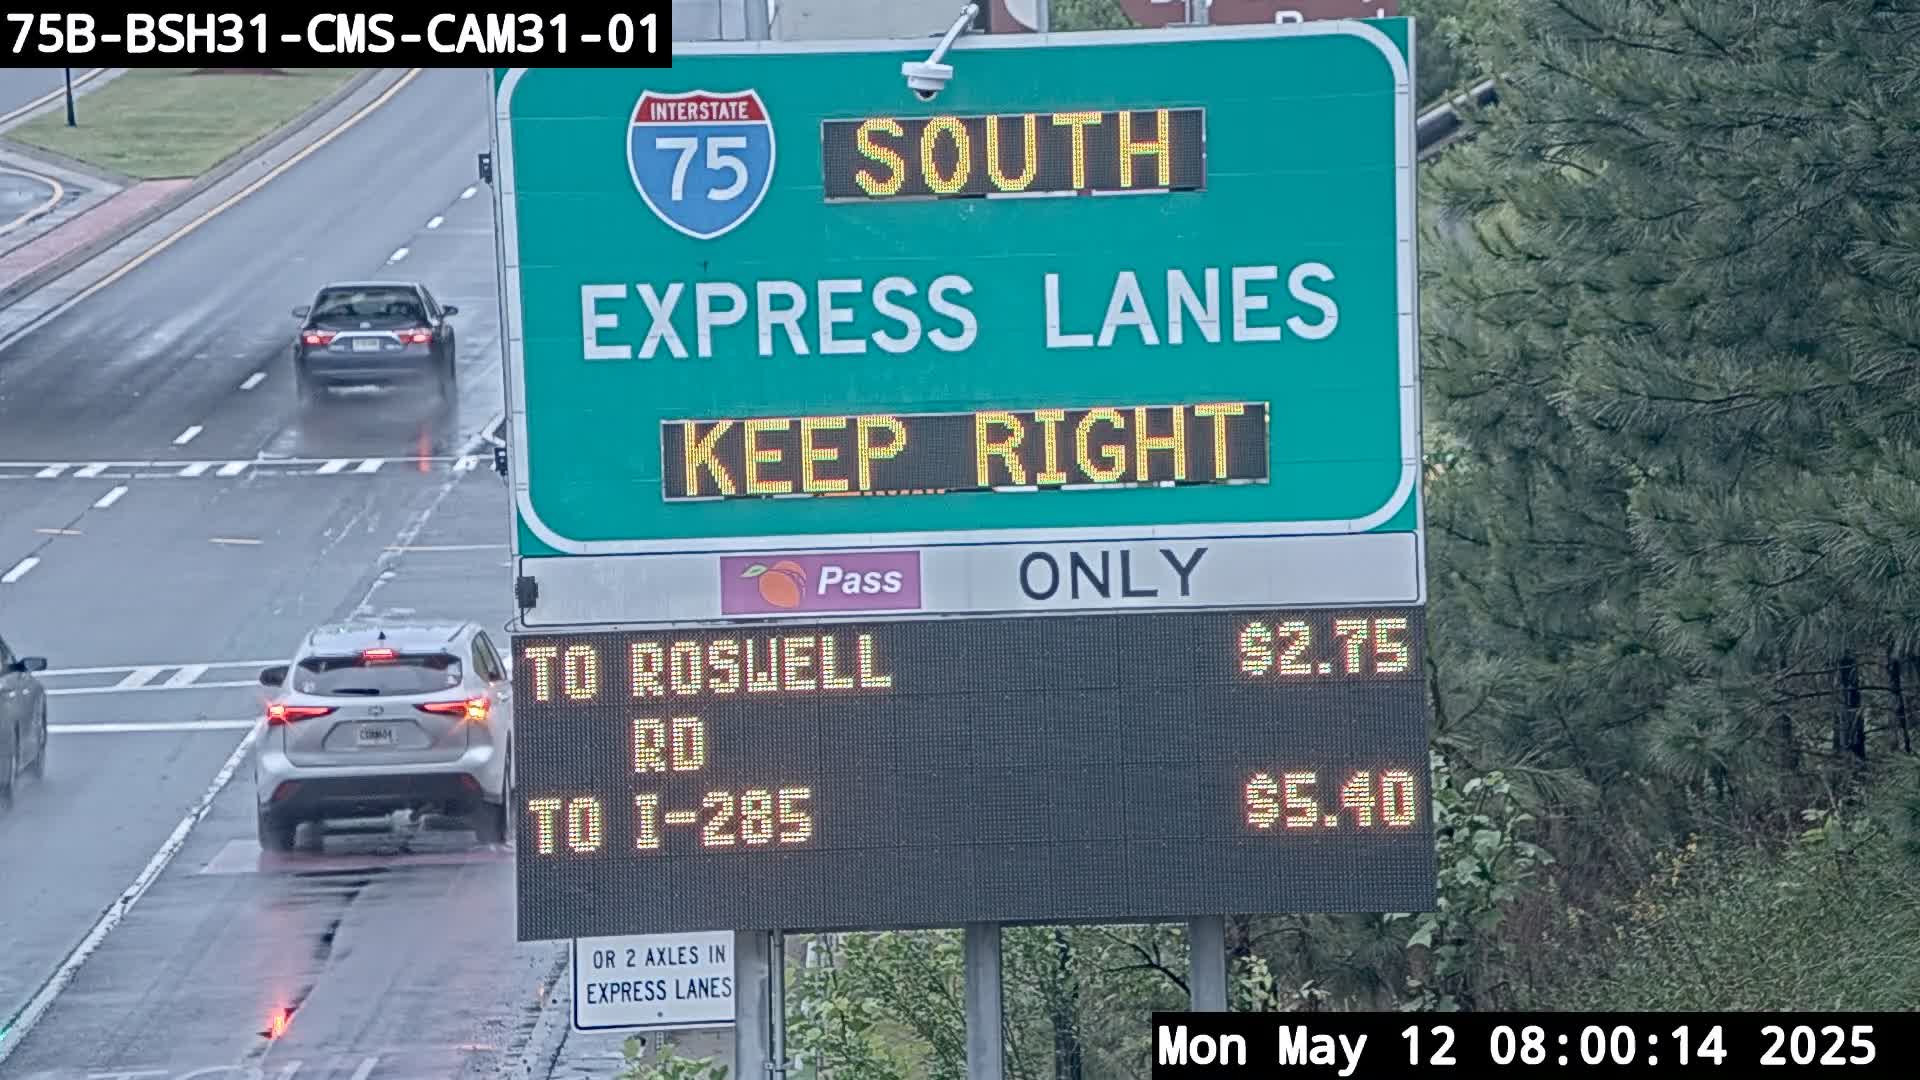 75B-BSH31-CMS-CAM31-01
INTERSTATE
75
SOUTH
EXPRESS LANES
KEEP RIGHT
Pass ONLY
TO ROSWELL $2.75
RD
TO I-285 $5.40
OR 2 AXLES IN
EXPRESS LANES
Mon May 12 08:00:14 2025